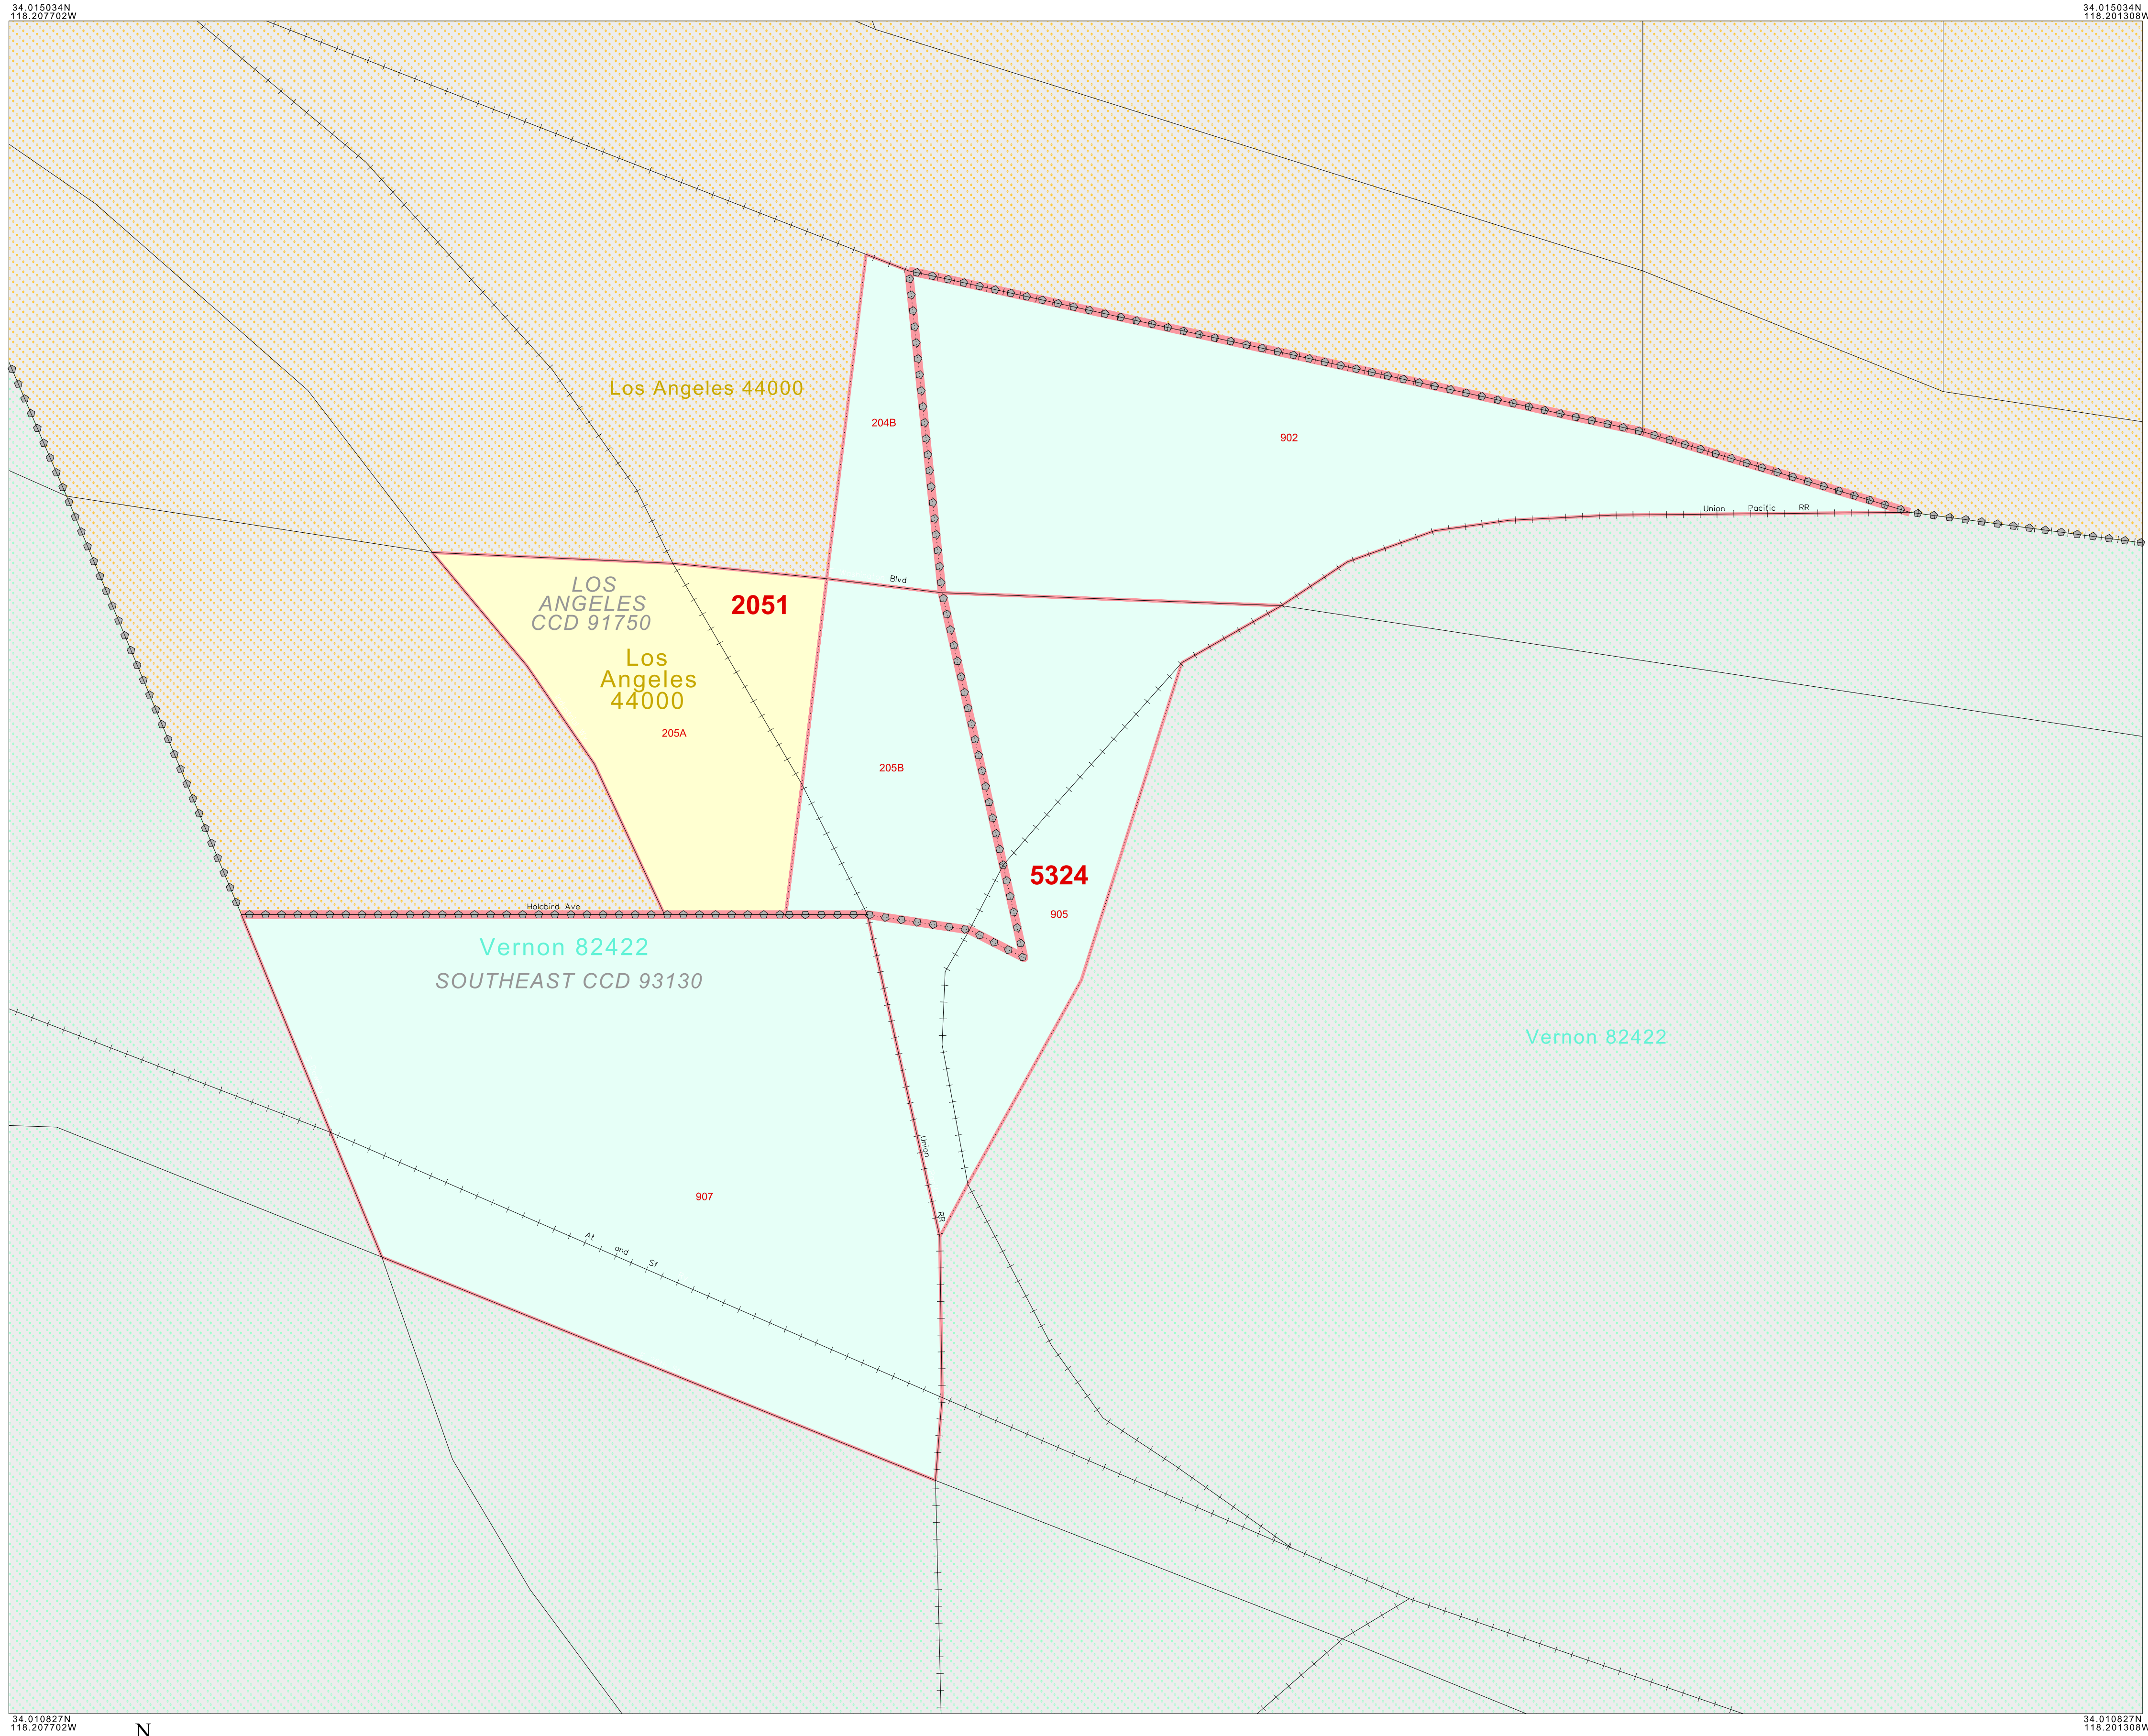 34.015034N
118.207702W
34.015034N
118.201308W
Los Angeles 44000
204B
902
Union Pacific RR
Blvd
LOS
ANGELES
CCD 91750
2051
Los
Angeles
44000
205A
205B
5324
905
Holabird Ave
Vernon 82422
SOUTHEAST CCD 93130
Vernon 82422
Union RR
907
At and Sf
34.010827N
118.207702W
N
34.010827N
118.201308W